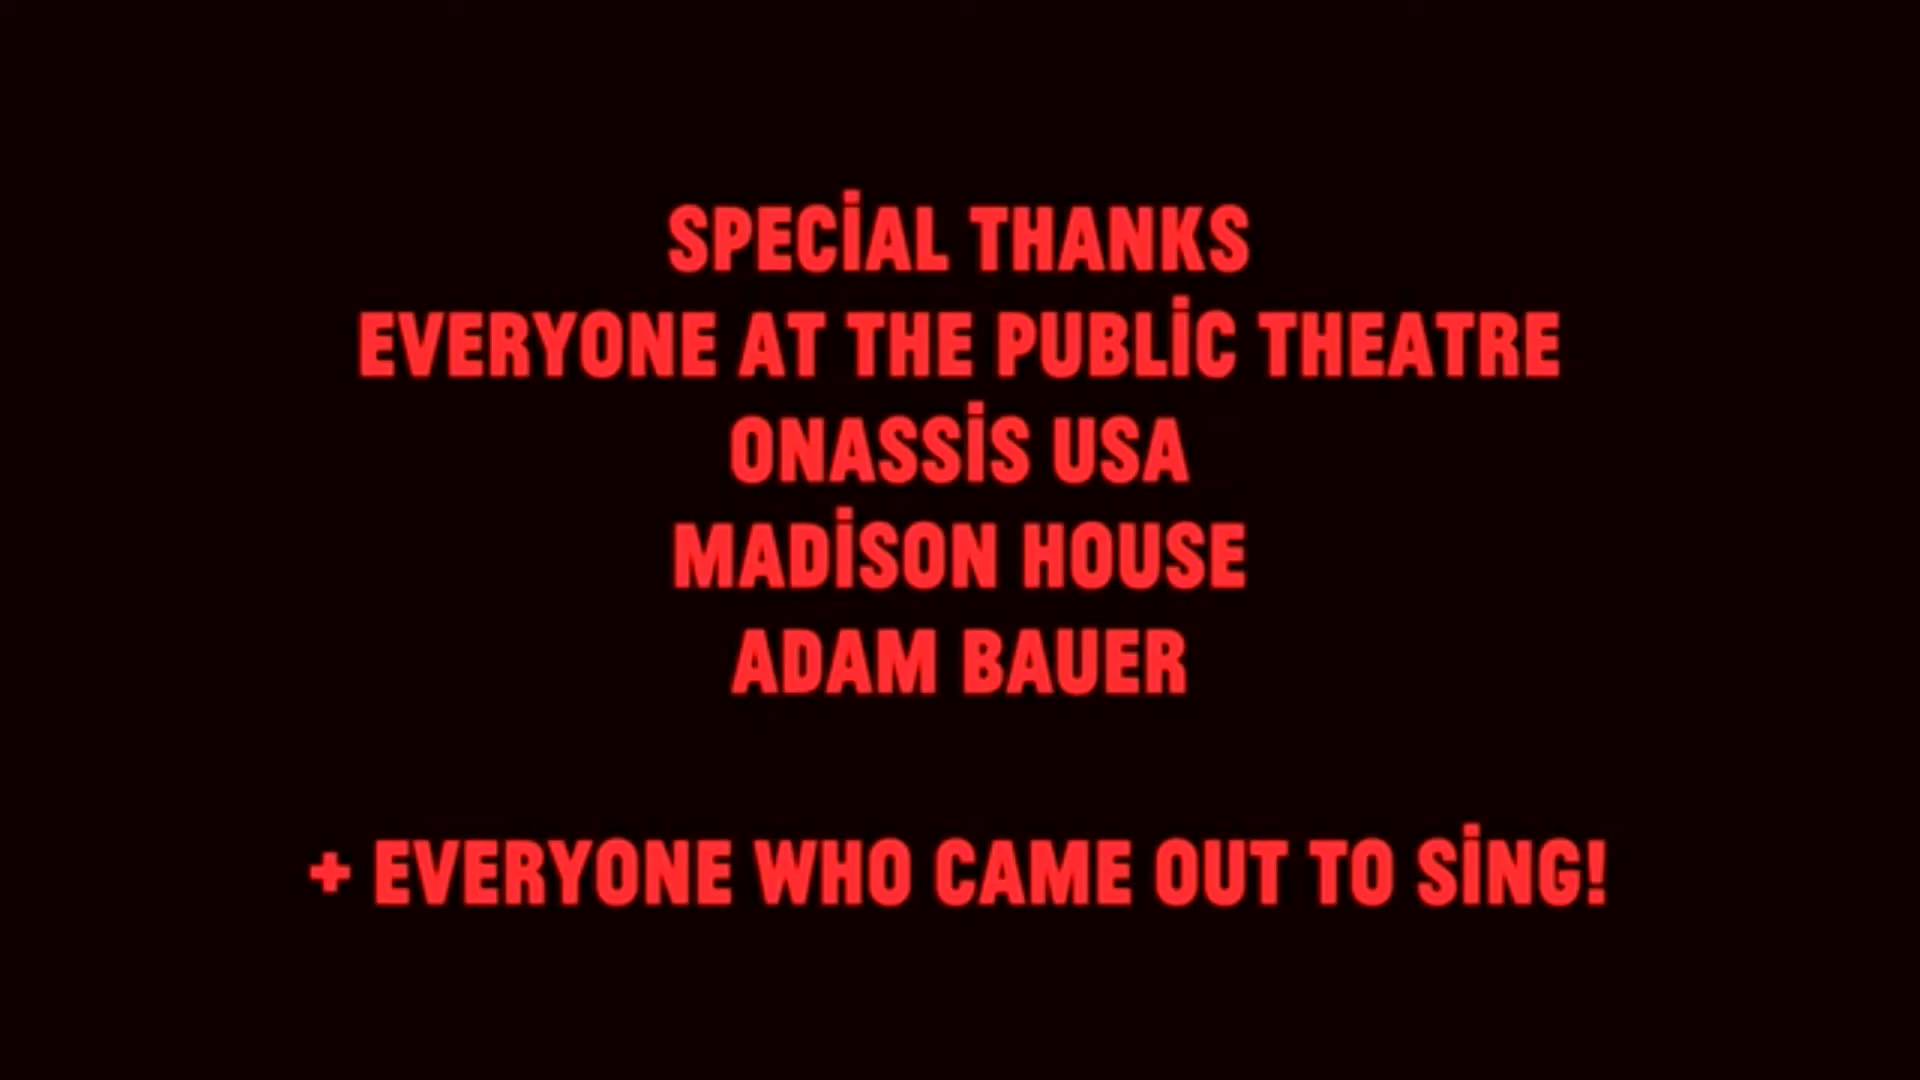 SPECİAL THANKS
EVERYONE AT THE PUBLİC THEATRE
ONASSİS USA
MADİSON HOUSE
ADAM BAUER
+ EVERYONE WHO CAME OUT TO SİNG!